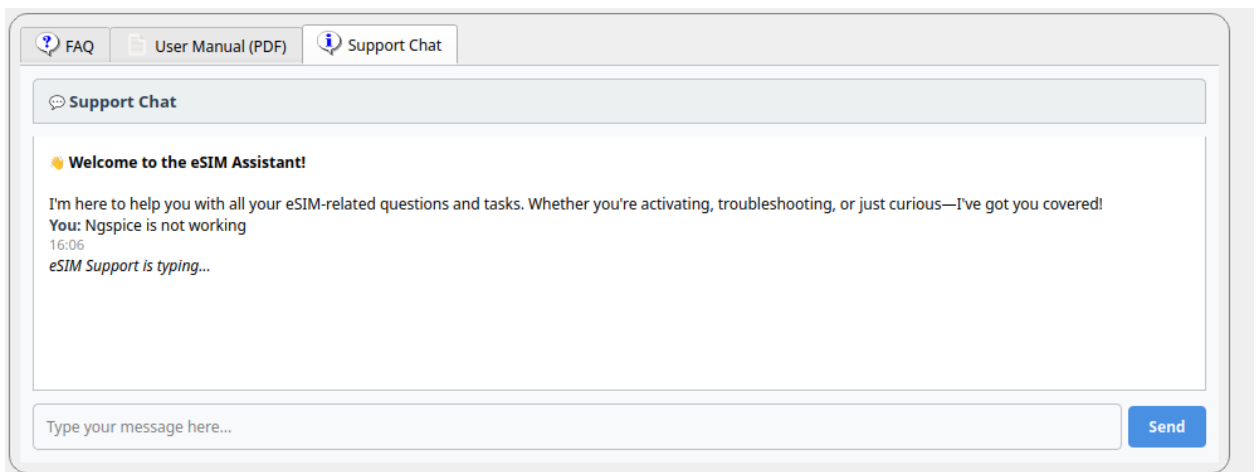 FAQ User Manual (PDF) Support Chat
💬 Support Chat
👋 Welcome to the eSIM Assistant!
I'm here to help you with all your eSIM-related questions and tasks. Whether you're activating, troubleshooting, or just curious—I've got you covered!
You: Ngspice is not working
16:06
eSIM Support is typing...
Type your message here... Send